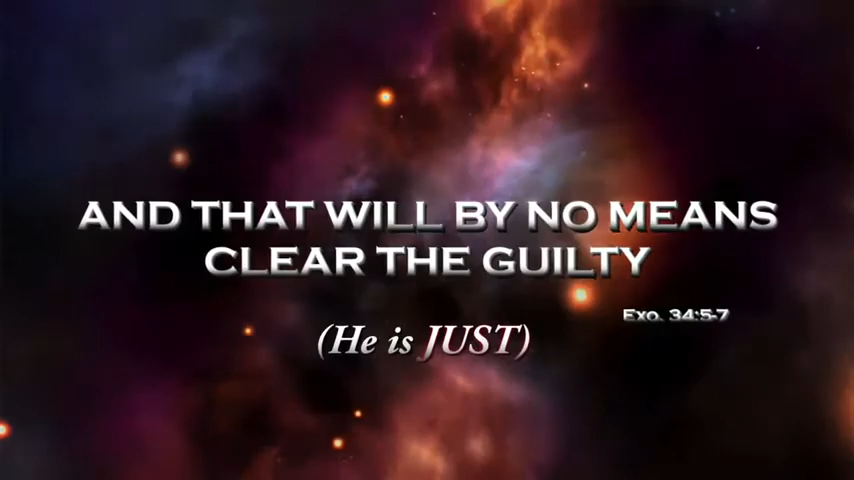 AND THAT WILL BY NO MEANS
CLEAR THE GUILTY
Exo. 34:5-7
(He is JUST)